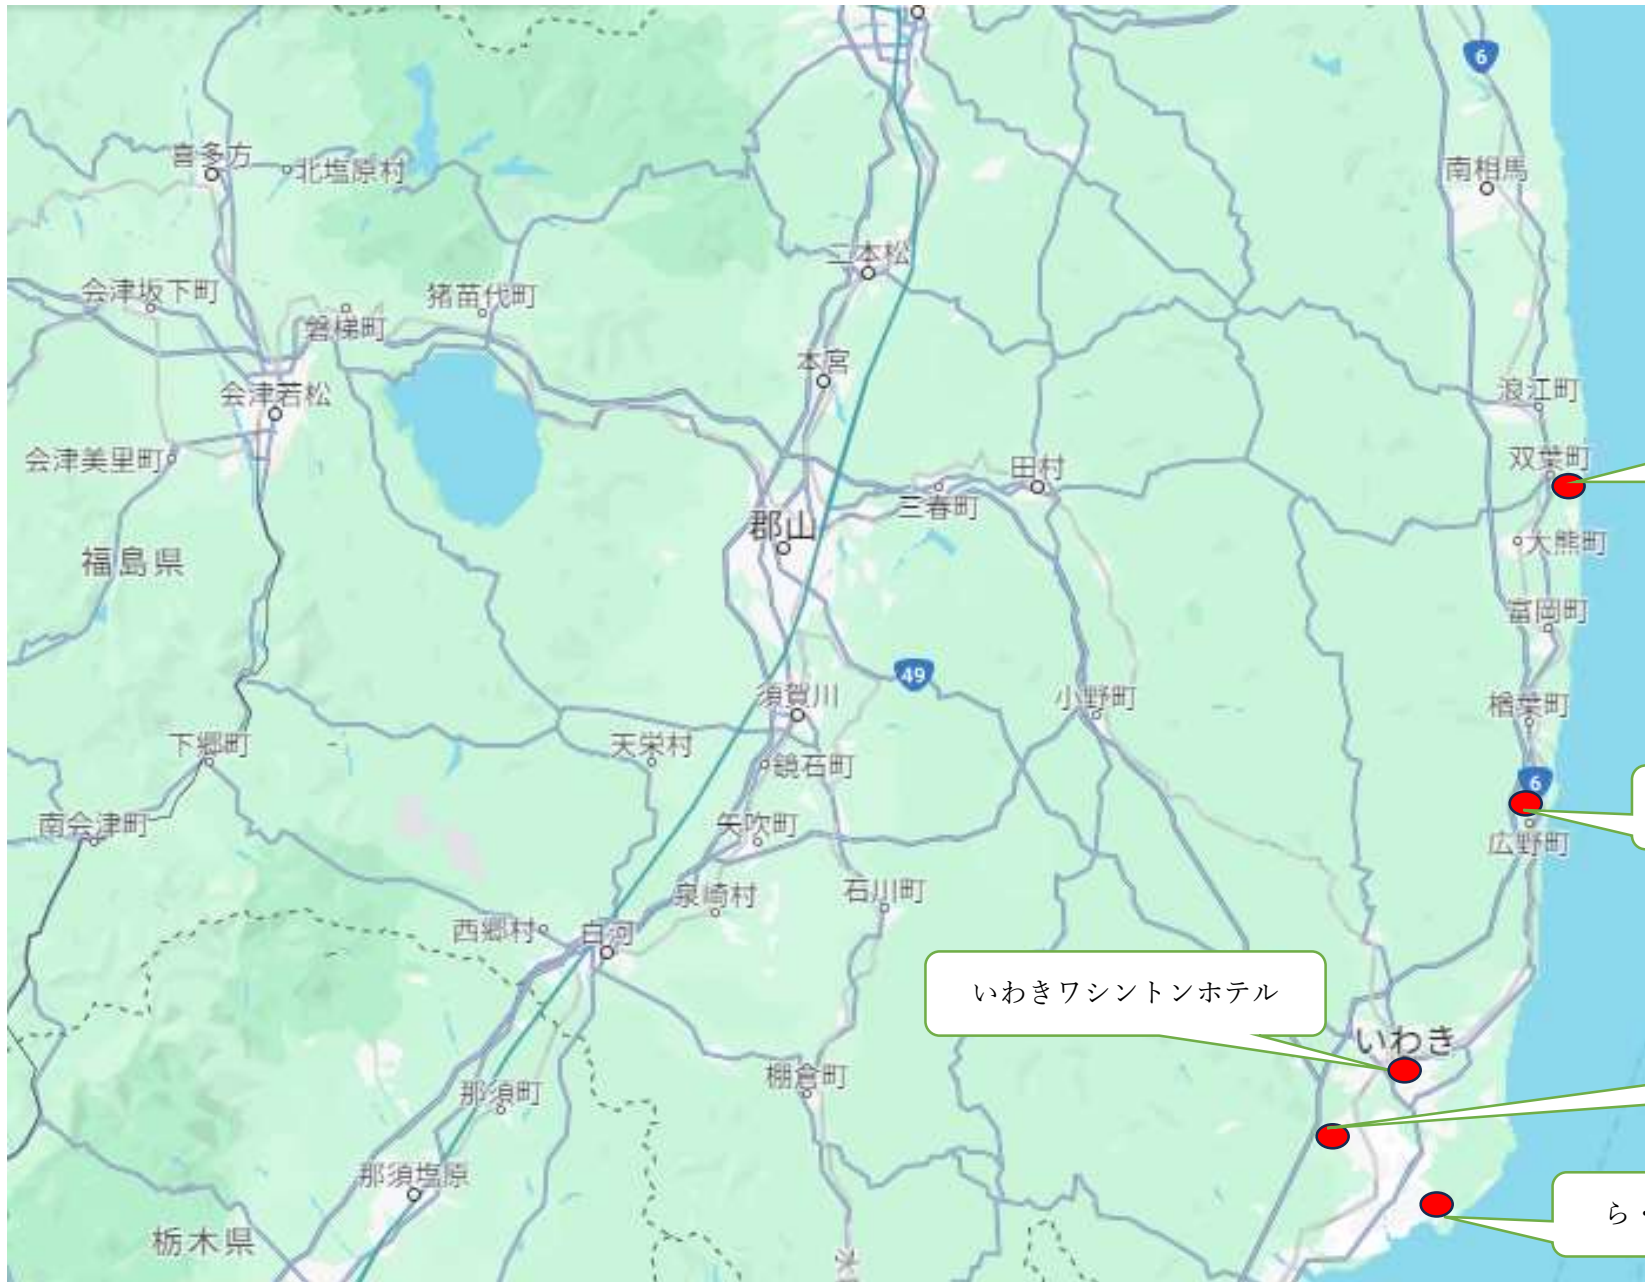 6
喜多方
北塩原村
南相馬
二本松
会津坂下町
猪苗代町
磐梯町
本宮
浪江町
会津若松
会津美里町
双葉町
田村
三春町
郡山
大熊町
福島県
富岡町
49
須賀川
小野町
楢葉町
下郷町
天栄村
鏡石町
6
南会津町
矢吹町
広野町
泉崎村
石川町
西郷村
白河
いわきワシントンホテル
いわき
棚倉町
那須町
那須塩原
ら・
栃木県